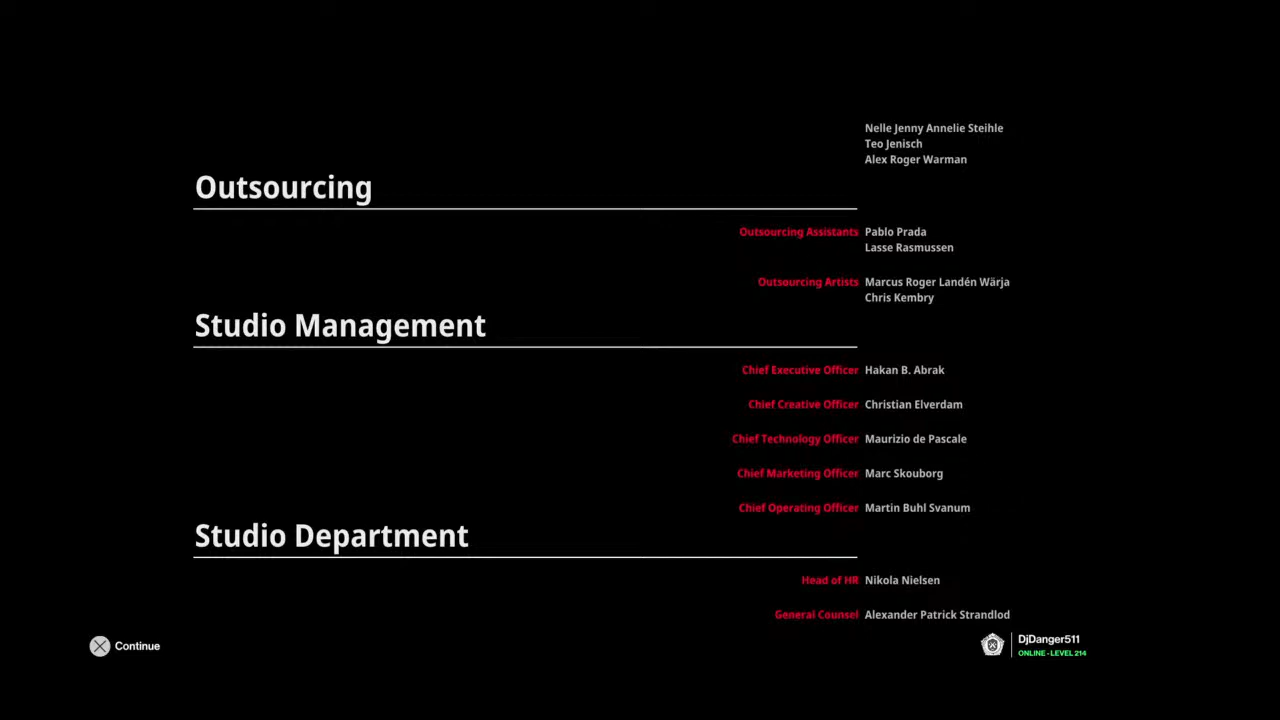 Nelle Jenny Annelie Steihle
Teo Jenisch
Alex Roger Warman
Outsourcing
Outsourcing Assistants Pablo Prada
Lasse Rasmussen
Outsourcing Artists Marcus Roger Landén Wärja
Chris Kembry
Studio Management
Chief Executive Officer Hakan B. Abrak
Chief Creative Officer Christian Elverdam
Chief Technology Officer Maurizio de Pascale
Chief Marketing Officer Marc Skouborg
Chief Operating Officer Martin Buhl Svanum
Studio Department
Head of HR Nikola Nielsen
General Counsel Alexander Patrick Strandlod
Continue
DjDanger511
ONLINE - LEVEL 214